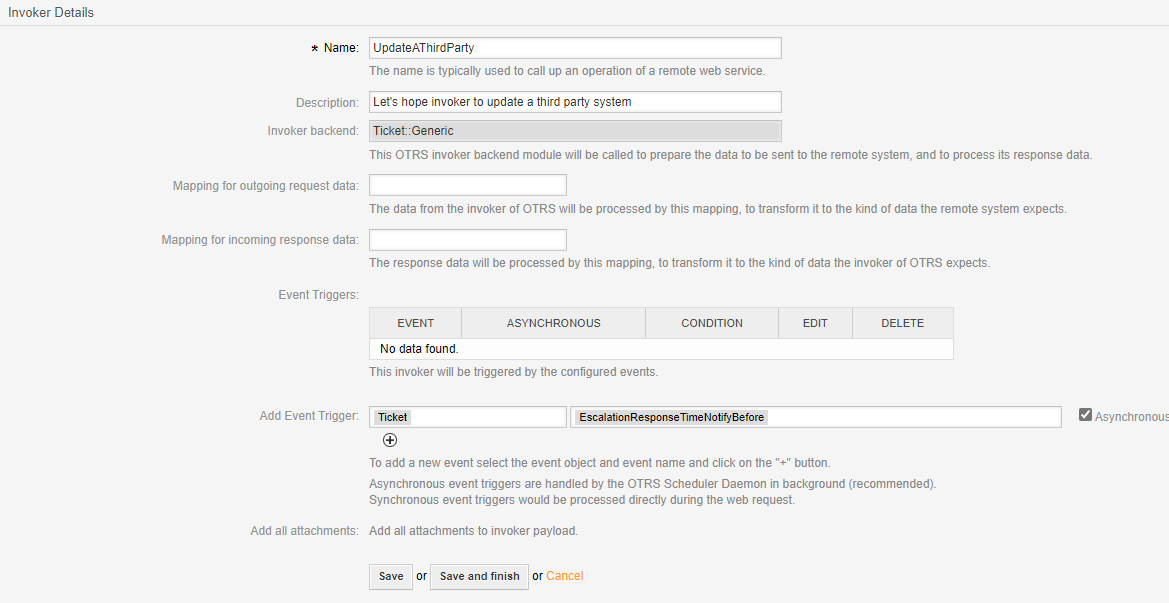 Invoker Details
* Name: UpdateAThirdParty
The name is typically used to call up an operation of a remote web service.
Description: Let's hope invoker to update a third party system
Invoker backend: Ticket::Generic
This OTRS invoker backend module will be called to prepare the data to be sent to the remote system, and to process its response data.
Mapping for outgoing request data:
The data from the invoker of OTRS will be processed by this mapping, to transform it to the kind of data the remote system expects.
Mapping for incoming response data:
The response data will be processed by this mapping, to transform it to the kind of data the invoker of OTRS expects.
Event Triggers:
EVENT ASYNCHRONOUS CONDITION EDIT DELETE
No data found.
This invoker will be triggered by the configured events.
Add Event Trigger: Ticket EscalationResponseTimeNotifyBefore Asynchronous
To add a new event select the event object and event name and click on the "+" button.
Asynchronous event triggers are handled by the OTRS Scheduler Daemon in background (recommended).
Synchronous event triggers would be processed directly during the web request.
Add all attachments: Add all attachments to invoker payload.
Save or Save and finish or Cancel